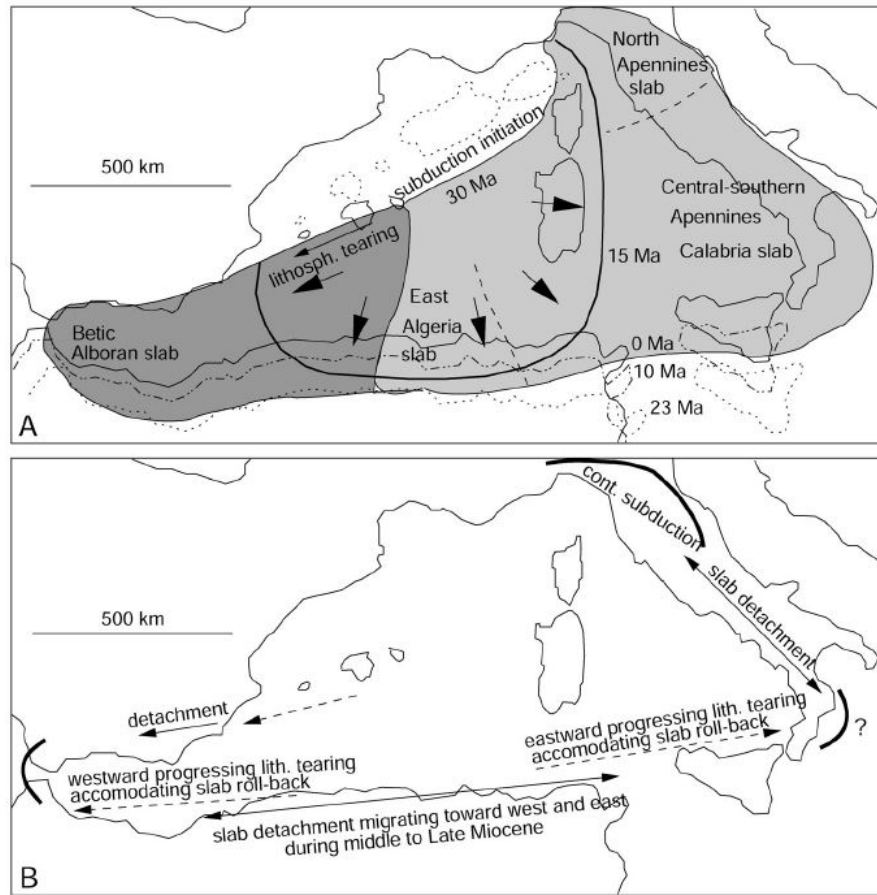 North
Apennines
slab
500 km
subduction initiation
30 Ma
Central-southern
Apennines
Calabria slab
lithosph. tearing
15 Ma
East
Algeria
slab
Betic
Alboran slab
0 Ma
10 Ma
23 Ma
A
cont. subduction
500 km
slab detachment
detachment
eastward progressing lith. tearing
accomodating slab roll-back
?
westward progressing lith. tearing
accomodating slab roll-back
slab detachment migrating toward west and east
during middle to Late Miocene
B